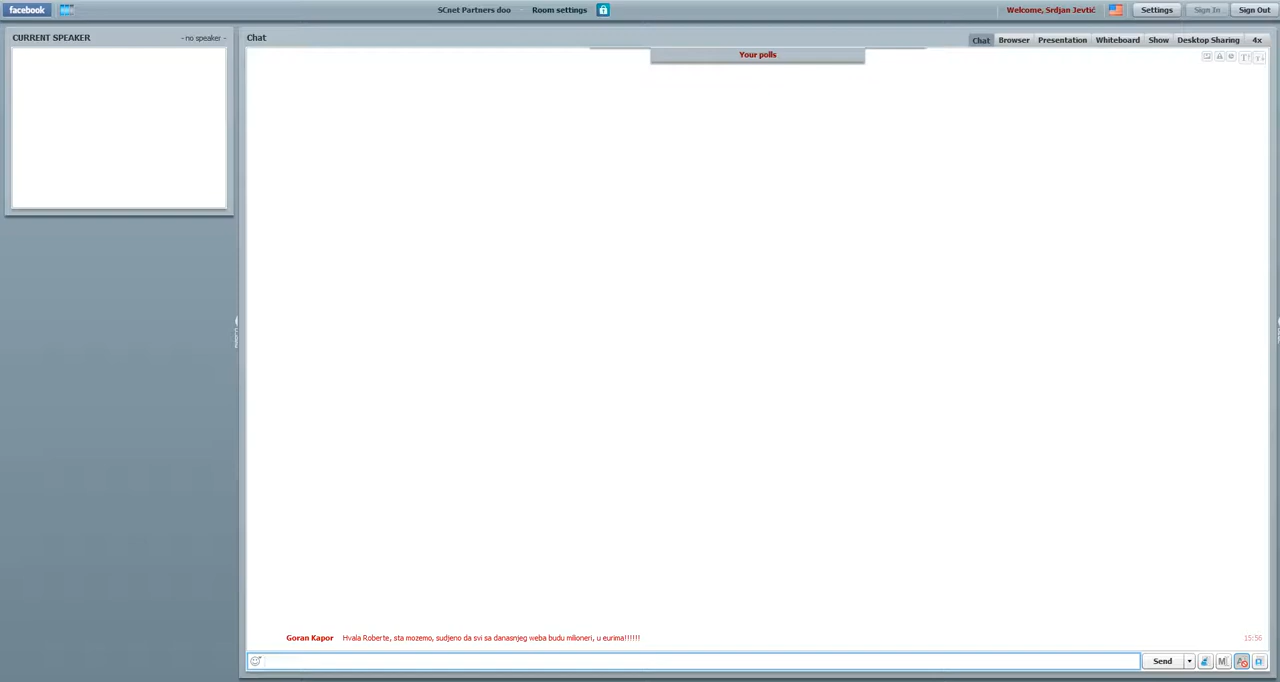 facebook
SCnet Partners doo
Room settings
Welcome, Srdjan Jevtić
Settings
Sign In
Sign Out
CURRENT SPEAKER
- no speaker -
Chat
Chat Browser Presentation Whiteboard Show Desktop Sharing 4x
Your polls
Goran Kapor Hvala Roberte, sta mozemo, sudjeno da svi sa danasnjeg weba budu milioneri, u eurima!!!!!! 15:56
Send